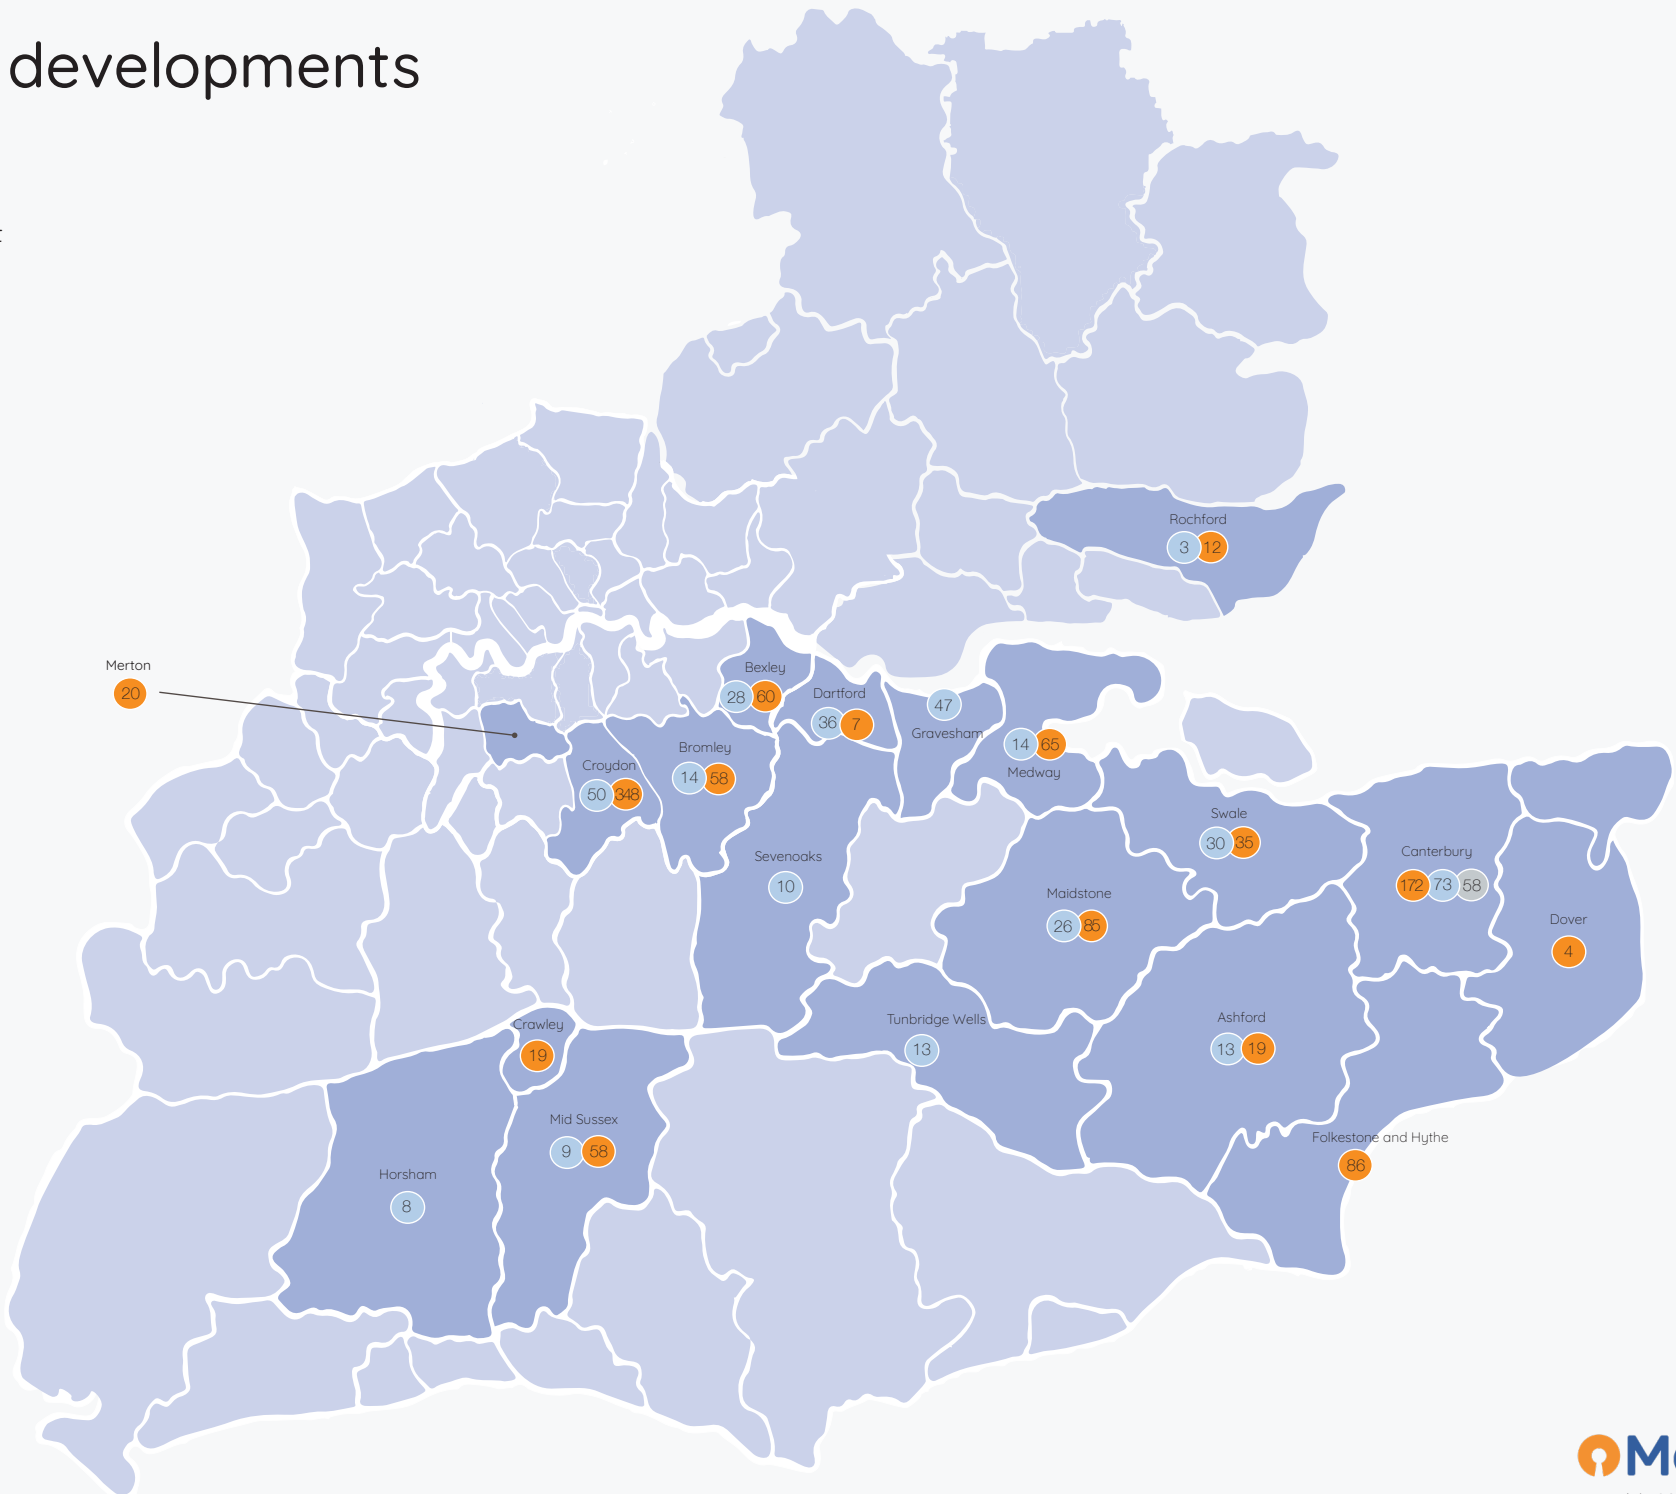 developments
Rochford
3 12
Merton
20
Bexley
28 60
Dartford
36 7
47
Gravesham
14 65
Medway
Bromley
14 58
Croydon
50 348
Swale
30 35
Sevenoaks
10
Canterbury
172 73 58
Maidstone
26 85
Dover
4
Tunbridge Wells
13
Ashford
13 19
Crawley
19
Mid Sussex
9 58
Folkestone and Hythe
86
Horsham
8